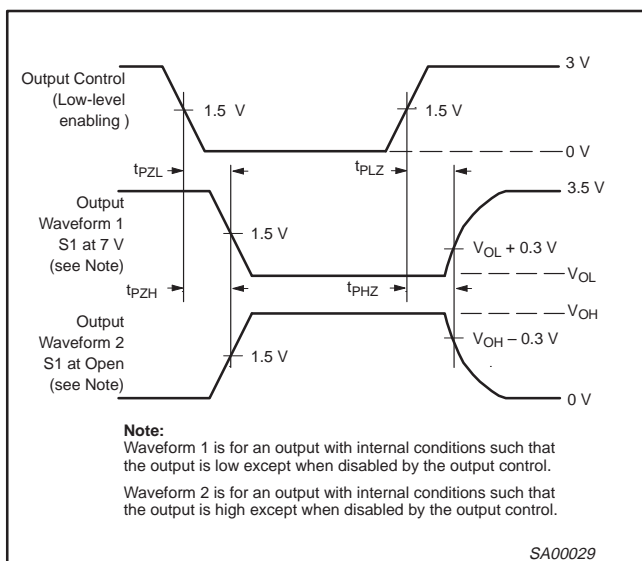 Output Control
(Low-level
enabling )
1.5 V
1.5 V
3 V
0 V
tPZL
tPLZ
Output
Waveform 1
S1 at 7 V
(see Note)
1.5 V
3.5 V
VOL + 0.3 V
VOL
tPZH
tPHZ
VOH
Output
Waveform 2
S1 at Open
(see Note)
1.5 V
VOH – 0.3 V
0 V
Note:
Waveform 1 is for an output with internal conditions such that
the output is low except when disabled by the output control.
Waveform 2 is for an output with internal conditions such that
the output is high except when disabled by the output control.
SA00029